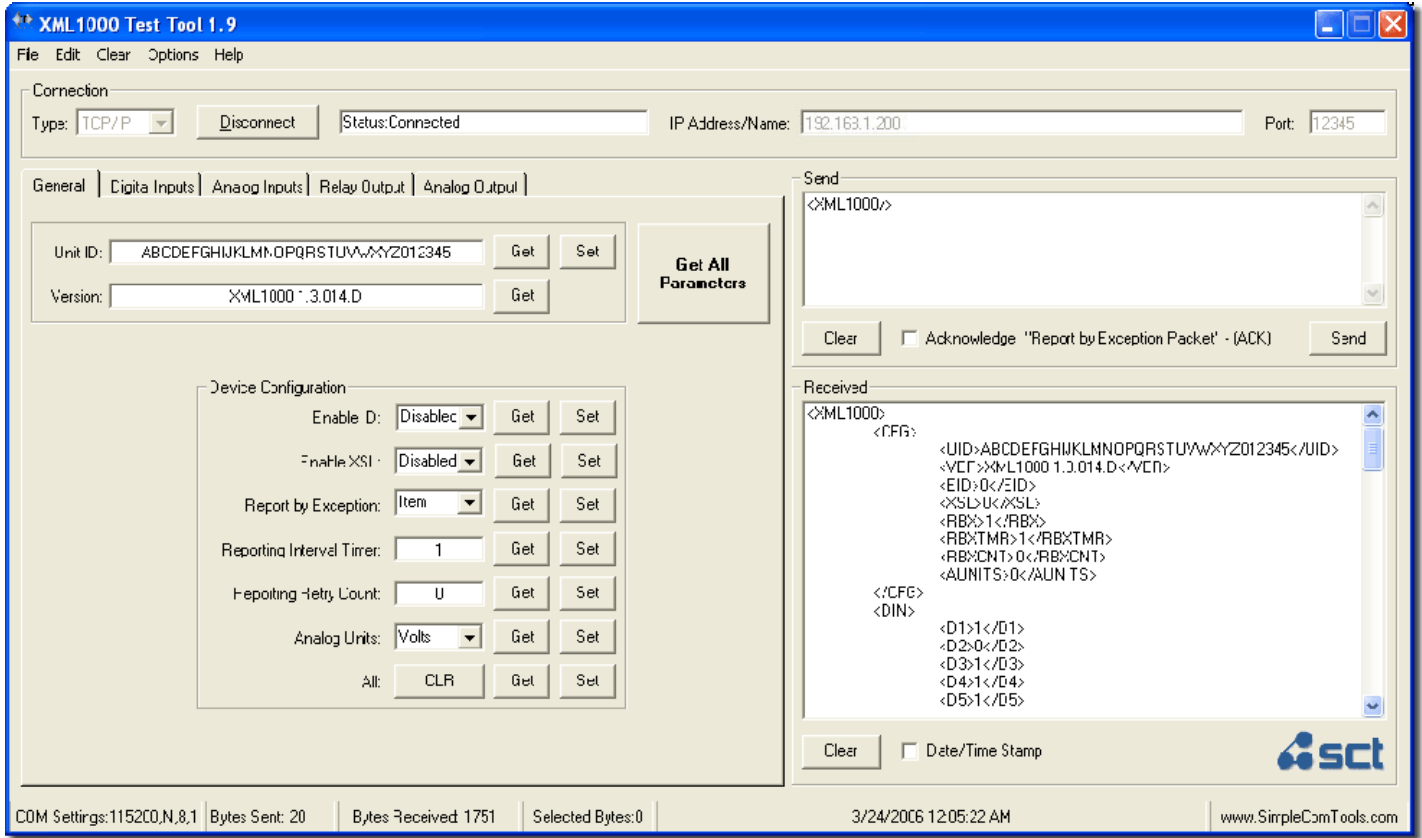 XML1000 Test Tool 1.9
File Edit Clear Options Help
Connection
Type: TCP/IP Disconnect Status:Connected IP Address/Name: 192.163.1.200 Port: 12345
General Digital Inputs Analog Inputs Relay Output Analog Output
Unit ID: ABCDEFGHIJKLMNOPQRSTUVWXYZ012345 Get Set
Version: XML1000 1.3.014.D Get
Get All
Parameters
Device Configuration
Enable ID: Disabled Get Set
Enable XSL: Disabled Get Set
Report by Exception: Item Get Set
Reporting Interval Timer: 1 Get Set
Reporting Retry Count: 0 Get Set
Analog Units: Volts Get Set
All: CLR Get Set
Send
<XML1000/>
Clear Acknowledge "Report by Exception Packet" - (ACK) Send
Received
<XML1000>
<CFG>
<UID>ABCDEFGHIJKLMNOPQRSTUVWXYZ012345</UID>
<VER>XML1000 1.3.014.D</VER>
<EID>0</EID>
<XSL>0</XSL>
<RBX>1</RBX>
<RBXTMR>1</RBXTMR>
<RBXCNT>0</RBXCNT>
<AUNITS>0</AUNITS>
</CFG>
<DIN>
<D1>1</D1>
<D2>0</D2>
<D3>1</D3>
<D4>1</D4>
<D5>1</D5>
Clear Date/Time Stamp
sct
COM Settings:115200,N,8,1 Bytes Sent: 20 Bytes Received: 1751 Selected Bytes:0 3/24/2006 12:05:22 AM www.SimpleComTools.com